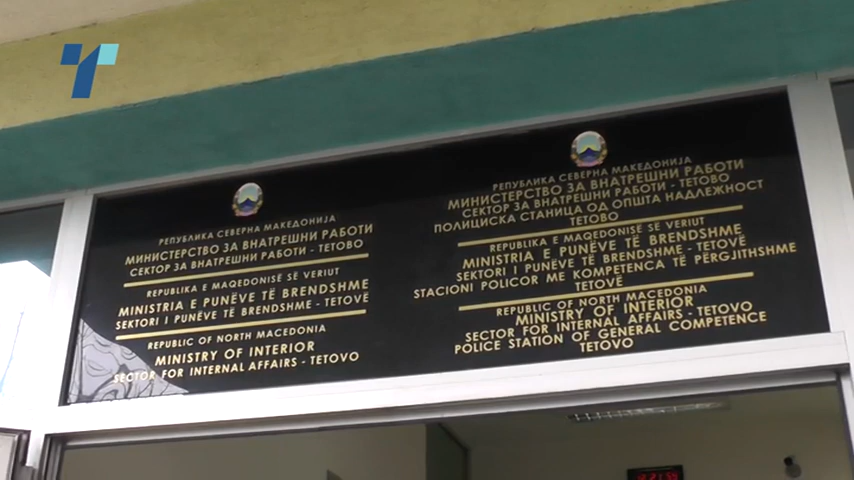 РЕПУБЛИКА СЕВЕРНА МАКЕДОНИЈА
МИНИСТЕРСТВО ЗА ВНАТРЕШНИ РАБОТИ
СЕКТОР ЗА ВНАТРЕШНИ РАБОТИ - ТЕТОВО
REPUBLIKA E MAQEDONISË SË VERIUT
MINISTRIA E PUNËVE TË BRENDSHME
SEKTORI I PUNËVE TË BRENDSHME - TETOVË
REPUBLIC OF NORTH MACEDONIA
MINISTRY OF INTERIOR
SECTOR FOR INTERNAL AFFAIRS - TETOVO
РЕПУБЛИКА СЕВЕРНА МАКЕДОНИЈА
МИНИСТЕРСТВО ЗА ВНАТРЕШНИ РАБОТИ
СЕКТОР ЗА ВНАТРЕШНИ РАБОТИ - ТЕТОВО
ПОЛИЦИСКА СТАНИЦА ОД ОПШТА НАДЛЕЖНОСТ
ТЕТОВО
REPUBLIKA E MAQEDONISË SË VERIUT
MINISTRIA E PUNËVE TË BRENDSHME
SEKTORI I PUNËVE TË BRENDSHME - TETOVË
STACIONI POLICOR ME KOMPETENCA TË PËRGJITHSHME
TETOVË
REPUBLIC OF NORTH MACEDONIA
MINISTRY OF INTERIOR
SECTOR FOR INTERNAL AFFAIRS - TETOVO
POLICE STATION OF GENERAL COMPETENCE
TETOVO